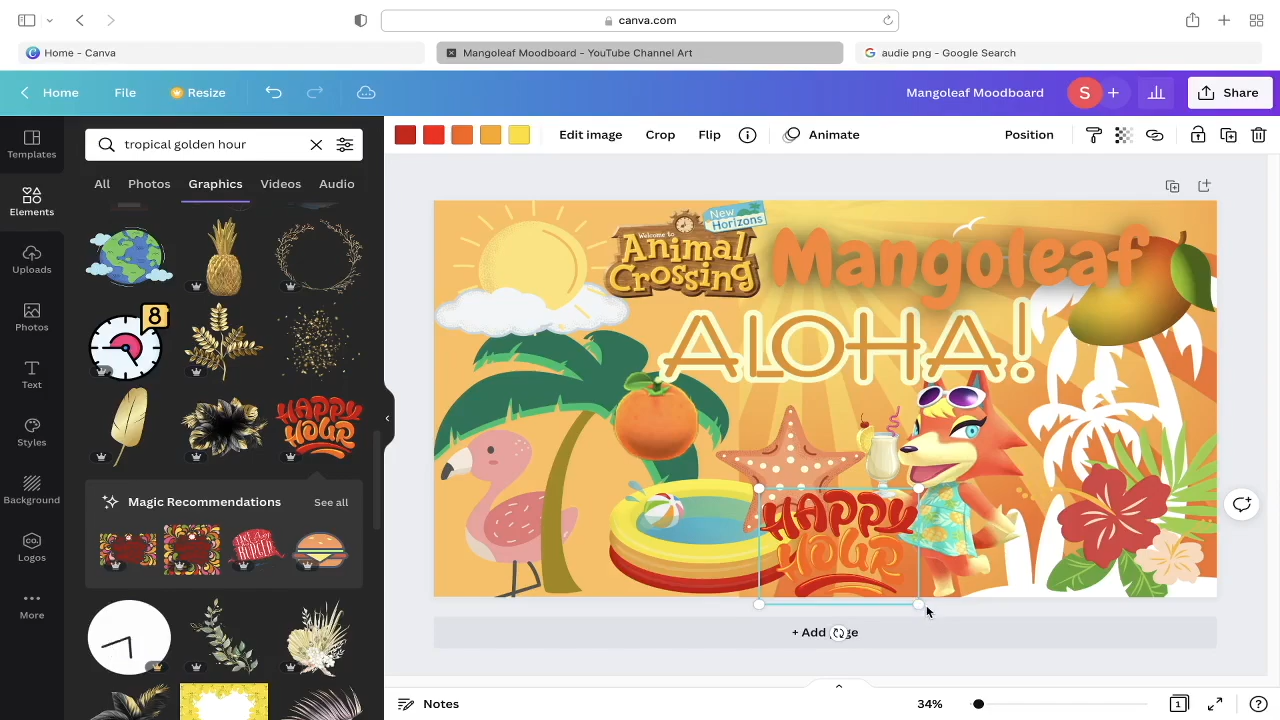 canva.com
Home - Canva
Mangoleaf Moodboard - YouTube Channel Art
audie png - Google Search
Home
File
Resize
Mangoleaf Moodboard
S
Share
Templates
Elements
Uploads
Photos
Text
Styles
Background
CO.
Logos
More
tropical golden hour
All
Photos
Graphics
Videos
Audio
8
HAPPY
HOUR
Magic Recommendations
See all
Edit image
Crop
Flip
Animate
Position
Welcome to
Animal
Crossing
New
Horizons
Mangoleaf
ALOHA!
HAPPY
HOUR
+ Add
Notes
34%
1